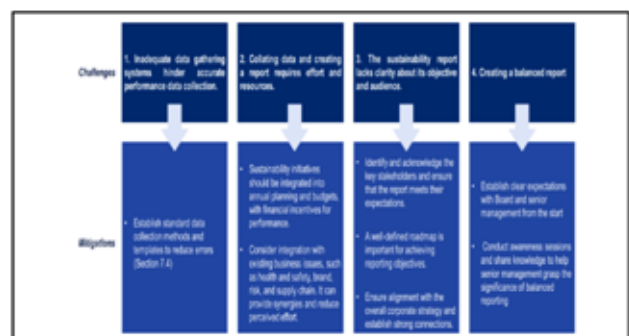 Challenges
1. Inadequate data gathering
systems hinder accurate
performance data collection.
2. Collating data and creating
a report requires effort and
resources.
3. The sustainability report
lacks clarity about its objective
and audience.
4. Creating a balanced report
Mitigations
• Establish standard data
collection methods and
templates to reduce errors
(Section 7.4)
• Sustainability initiatives
should be integrated into
annual planning and budgets,
with financial incentives for
performance.
• Consider integration with
existing business issues, such
as health and safety, brand,
risk, and supply chain. It can
provide synergies and reduce
perceived effort.
• Identify and acknowledge the
key stakeholders and ensure
that the report meets their
expectations.
• A well-defined roadmap is
important for achieving
reporting objectives.
• Ensure alignment with the
overall corporate strategy and
establish strong connections.
• Establish clear expectations
with Board and senior
management from the start
• Conduct awareness sessions
and share knowledge to help
senior management grasp the
significance of balanced
reporting